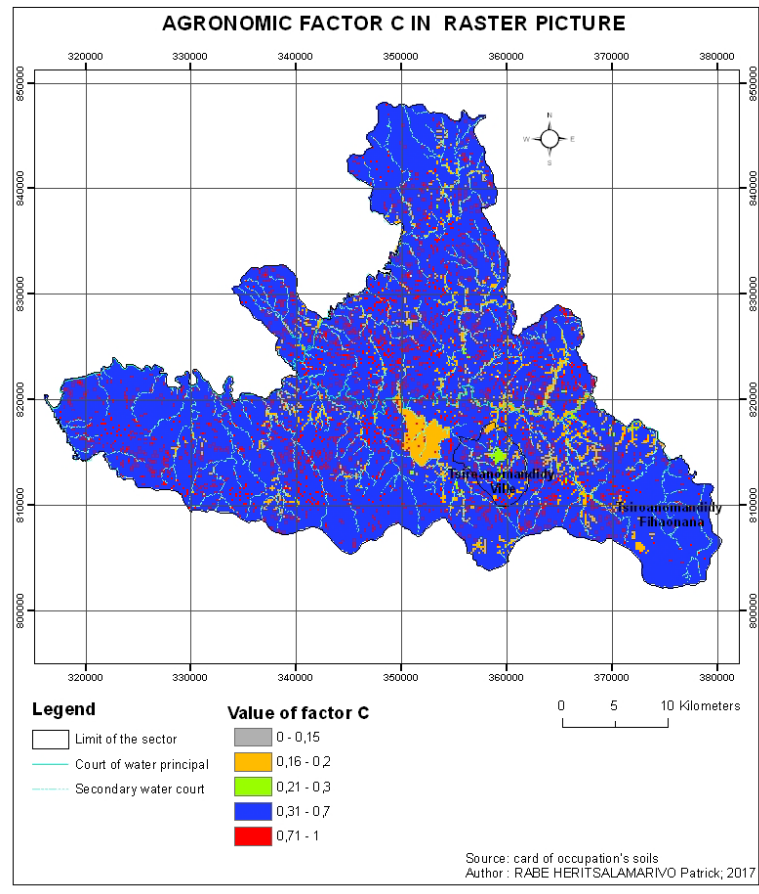 AGRONOMIC FACTOR C IN RASTER PICTURE
320000 330000 340000 350000 360000 370000 380000
850000 850000
N
W E
S
840000 840000
830000 830000
820000 820000
Tsiroanomandidy
Ville
810000 810000
Tsiroanomandidy
Fihaonana
800000 800000
320000 330000 340000 350000 360000 370000 380000
Legend
Limit of the sector
Court of water principal
Secondary water court
Value of factor C
0 - 0,15
0,16 - 0,2
0,21 - 0,3
0,31 - 0,7
0,71 - 1
0 5 10 Kilometers
Source: card of occupation's soils
Author : RABE HERITSALAMARIVO Patrick; 2017